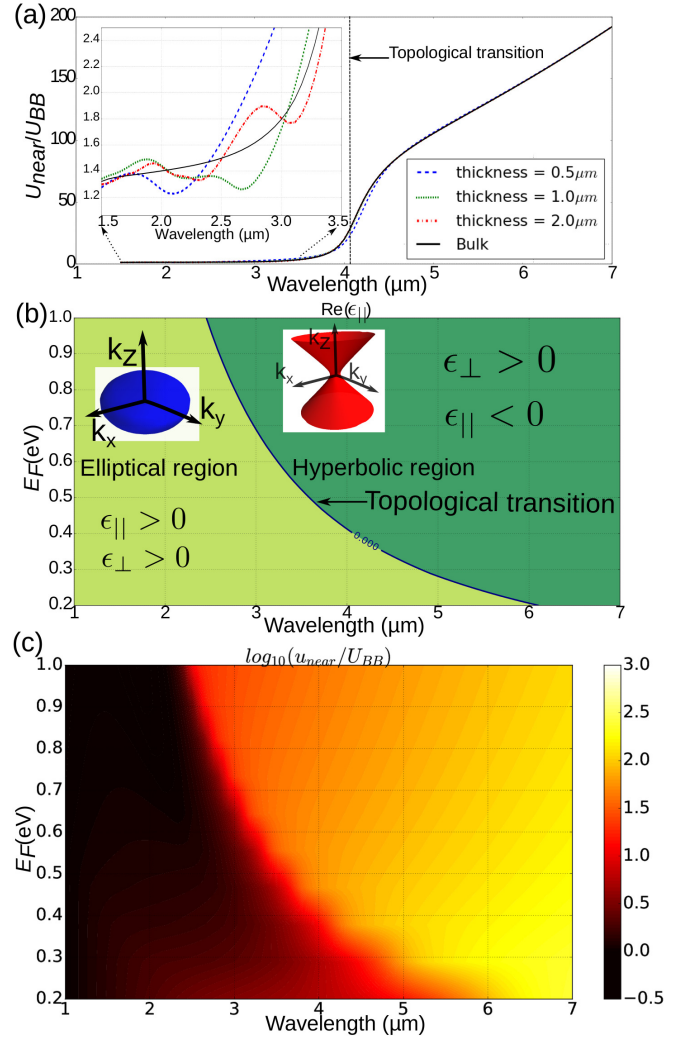 (a)
200
150
100
50
0
U_near/U_BB
2.4
2.2
2.0
1.8
1.6
1.4
1.2
1.5
2.0
2.5
3.0
3.5
Wavelength (µm)
Topological transition
thickness = 0.5µm
thickness = 1.0µm
thickness = 2.0µm
Bulk
2
3
4
5
6
7
1
Wavelength (µm)
(b)
Re(ϵ_||)
1.0
0.9
0.8
0.7
0.6
0.5
0.4
0.3
0.2
E_F(eV)
k_z
k_y
k_x
k_z
k_x
k_y
ϵ_⊥ > 0
ϵ_|| < 0
Elliptical region
Hyperbolic region
Topological transition
ϵ_|| > 0
ϵ_⊥ > 0
0.000
1
2
3
4
5
6
7
Wavelength (µm)
(c)
log_10(u_near/U_BB)
1.0
0.9
0.8
0.7
0.6
0.5
0.4
0.3
0.2
E_F(eV)
1
2
3
4
5
6
7
Wavelength (µm)
3.0
2.5
2.0
1.5
1.0
0.5
0.0
−0.5